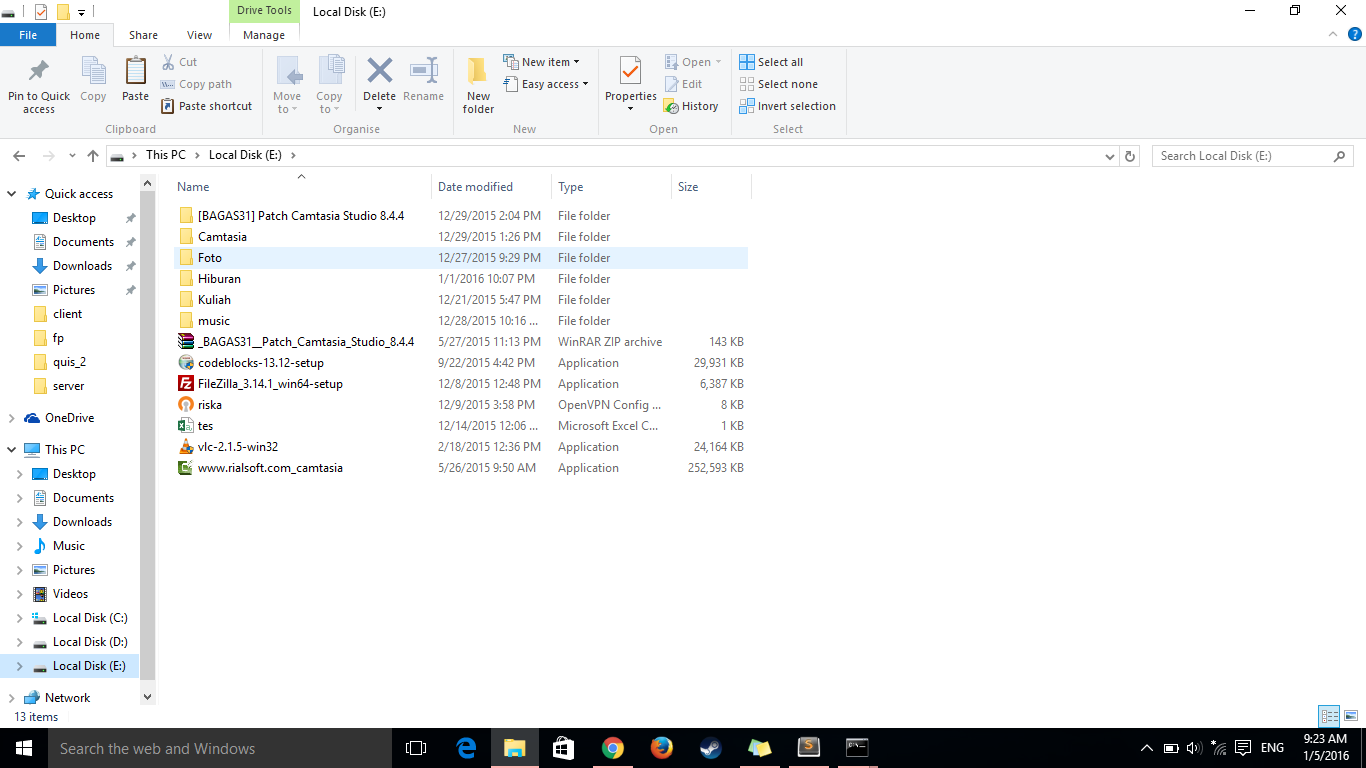 Drive Tools
Local Disk (E:)
File
Home
Share
View
Manage
Pin to Quick access
Copy
Paste
Cut
Copy path
Paste shortcut
Move to
Copy to
Delete
Rename
New folder
New item
Easy access
Properties
Open
Edit
History
Select all
Select none
Invert selection
Clipboard
Organise
New
Open
Select
This PC
Local Disk (E:)
Search Local Disk (E:)
Quick access
Desktop
Documents
Downloads
Pictures
client
fp
quis_2
server
OneDrive
This PC
Desktop
Documents
Downloads
Music
Pictures
Videos
Local Disk (C:)
Local Disk (D:)
Local Disk (E:)
Network
Name Date modified Type Size
[BAGAS31] Patch Camtasia Studio 8.4.4 12/29/2015 2:04 PM File folder
Camtasia 12/29/2015 1:26 PM File folder
Foto 12/27/2015 9:29 PM File folder
Hiburan 1/1/2016 10:07 PM File folder
Kuliah 12/21/2015 5:47 PM File folder
music 12/28/2015 10:16 ... File folder
_BAGAS31__Patch_Camtasia_Studio_8.4.4 5/27/2015 11:13 PM WinRAR ZIP archive 143 KB
codeblocks-13.12-setup 9/22/2015 4:42 PM Application 29,931 KB
FileZilla_3.14.1_win64-setup 12/8/2015 12:48 PM Application 6,387 KB
riska 12/9/2015 3:58 PM OpenVPN Config ... 8 KB
tes 12/14/2015 12:06 ... Microsoft Excel C... 1 KB
vlc-2.1.5-win32 2/18/2015 12:36 PM Application 24,164 KB
www.rialsoft.com_camtasia 5/26/2015 9:50 AM Application 252,593 KB
13 items
Search the web and Windows
ENG
9:23 AM
1/5/2016